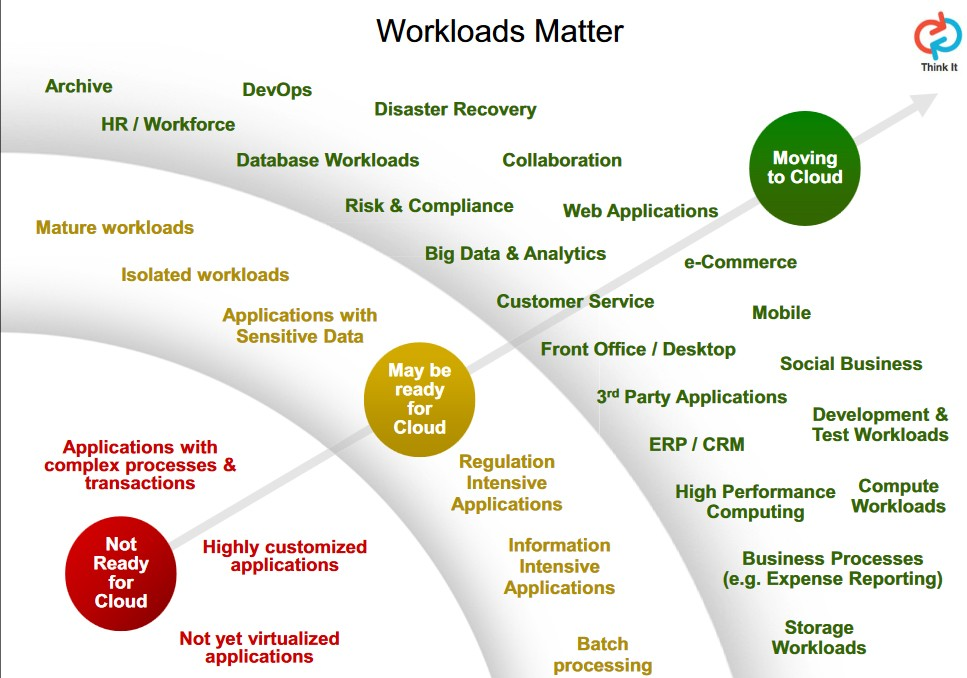 Workloads Matter
Think It
Archive
DevOps
Disaster Recovery
HR / Workforce
Database Workloads
Collaboration
Moving
to Cloud
Risk & Compliance
Web Applications
Mature workloads
Big Data & Analytics
e-Commerce
Isolated workloads
Customer Service
Mobile
Applications with
Sensitive Data
Front Office / Desktop
Social Business
May be
ready
for
Cloud
3rd Party Applications
Development &
Test Workloads
ERP / CRM
Applications with
complex processes &
transactions
Regulation
Intensive
Applications
High Performance
Computing
Compute
Workloads
Not
Ready
for
Cloud
Highly customized
applications
Information
Intensive
Applications
Business Processes
(e.g. Expense Reporting)
Not yet virtualized
applications
Batch
processing
Storage
Workloads